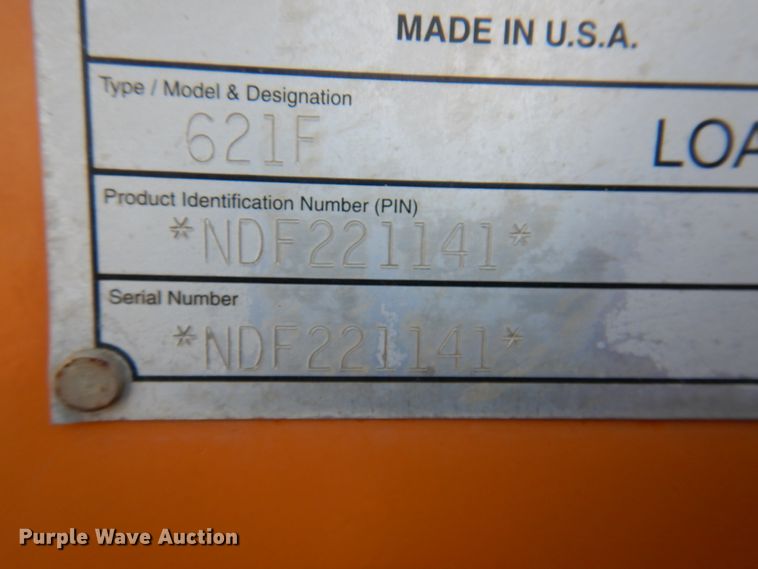 MADE IN U.S.A.
Type / Model & Designation
621F LOA
Product Identification Number (PIN)
*NDF221141*
Serial Number
*NDF221141*
Purple Wave Auction